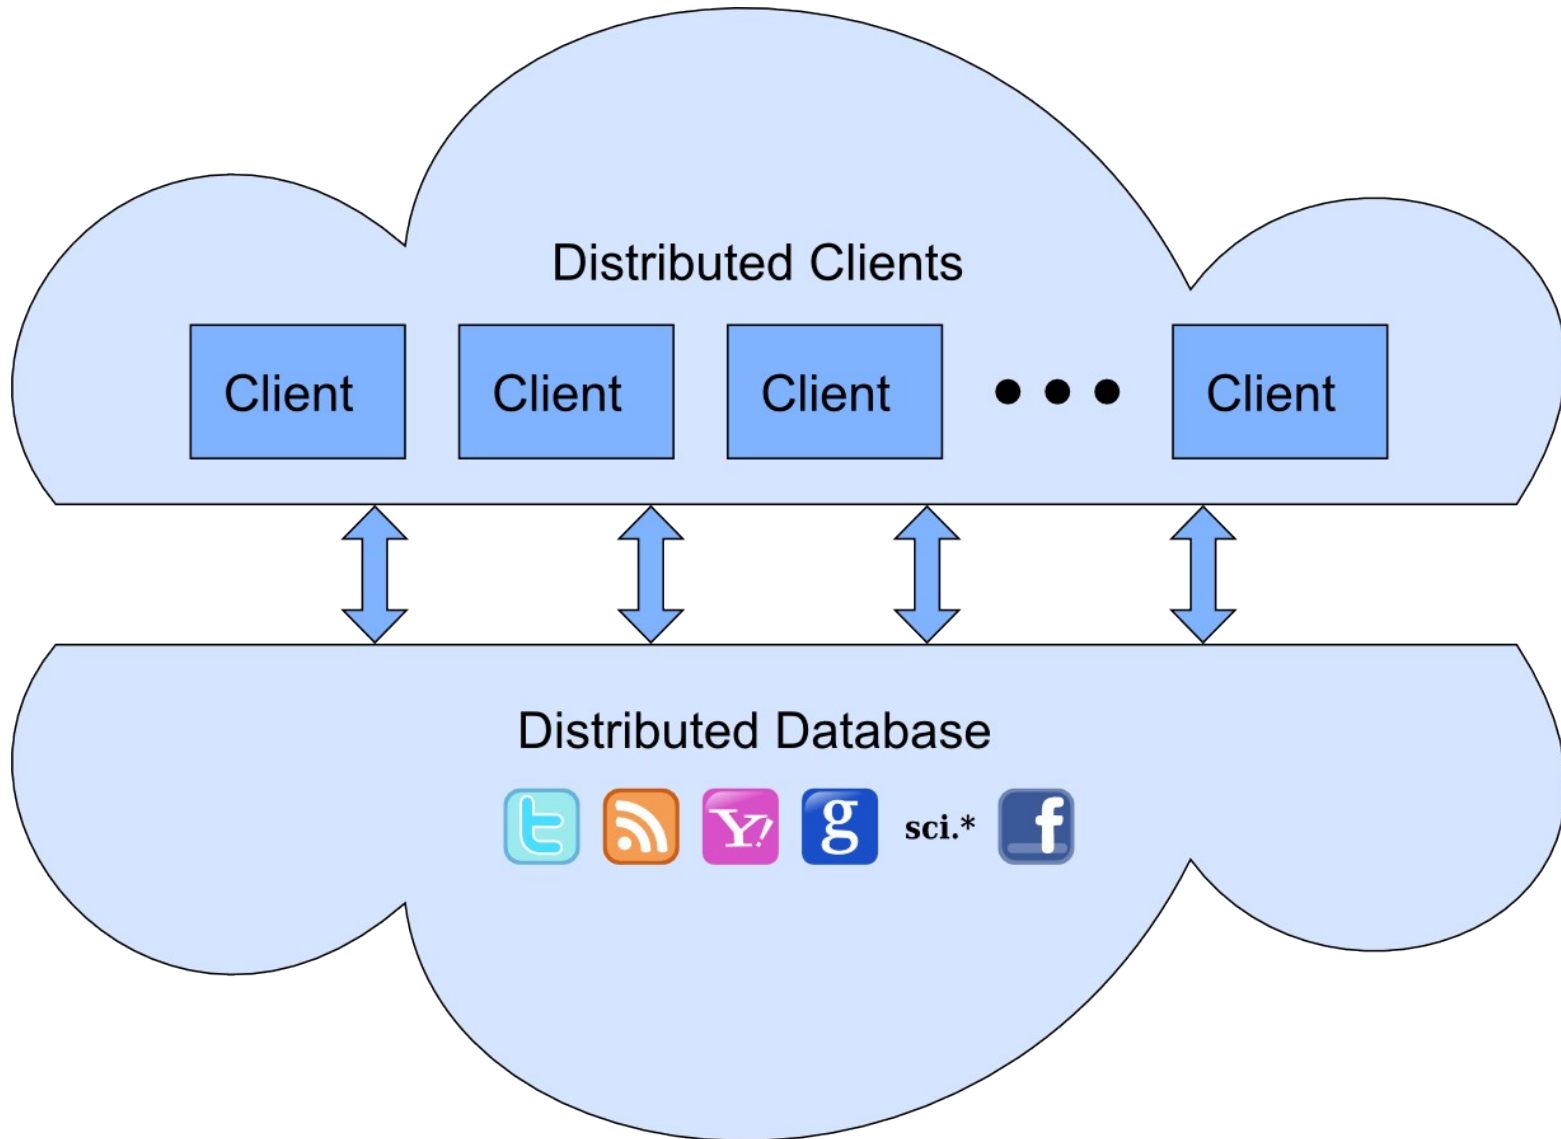 Distributed Clients
Client Client Client ••• Client
Distributed Database
t Y! g sci.* f